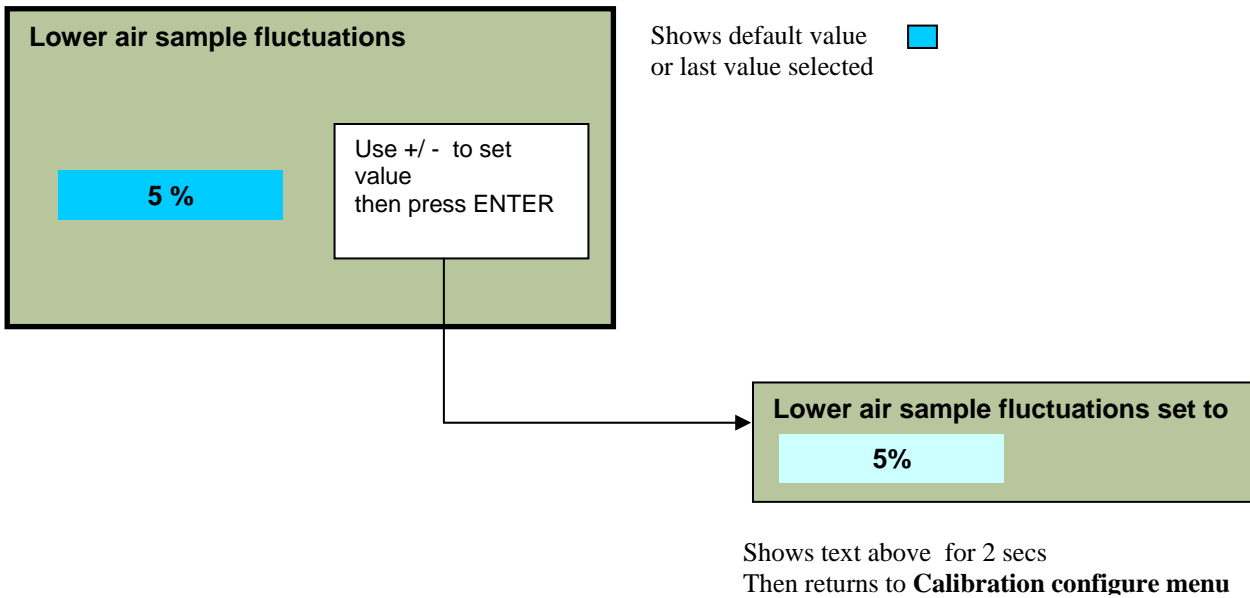 Lower air sample fluctuations
Shows default value
or last value selected
5 %
Use +/ - to set
value
then press ENTER
Lower air sample fluctuations set to
5%
Shows text above for 2 secs
Then returns to Calibration configure menu